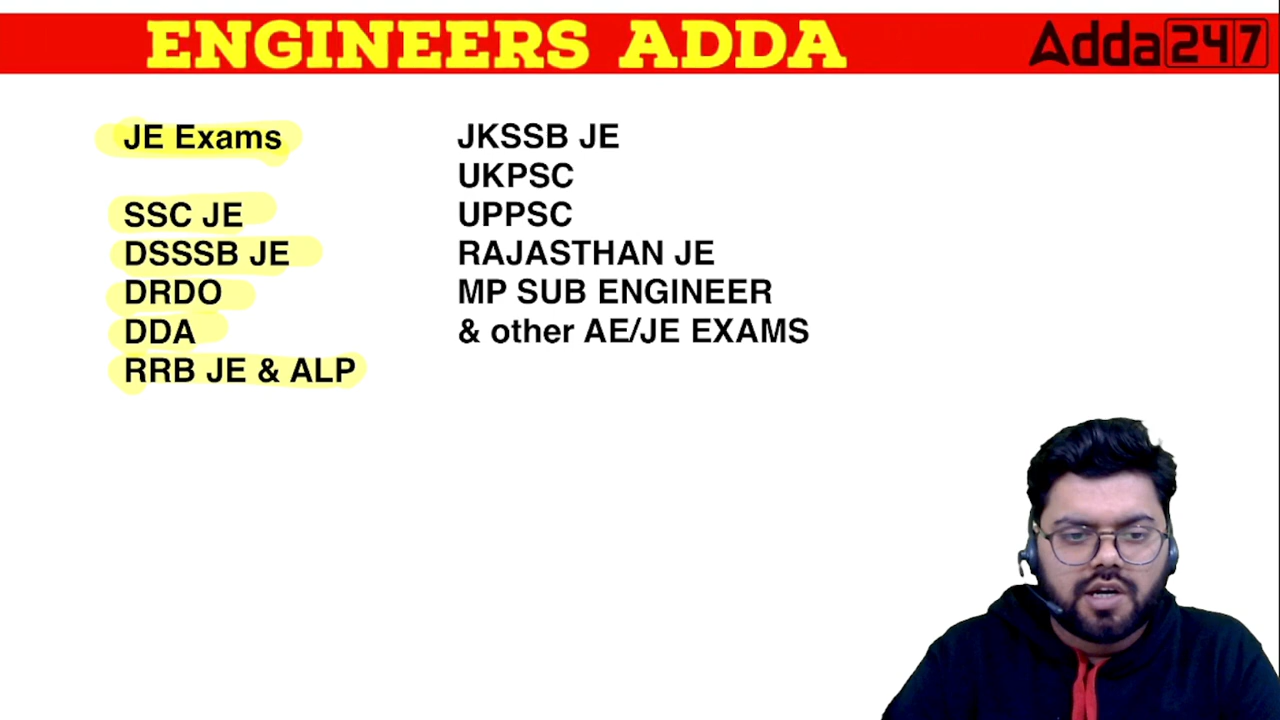 ENGINEERS ADDA
Adda247
JE Exams
SSC JE
DSSSB JE
DRDO
DDA
RRB JE & ALP
JKSSB JE
UKPSC
UPPSC
RAJASTHAN JE
MP SUB ENGINEER
& other AE/JE EXAMS